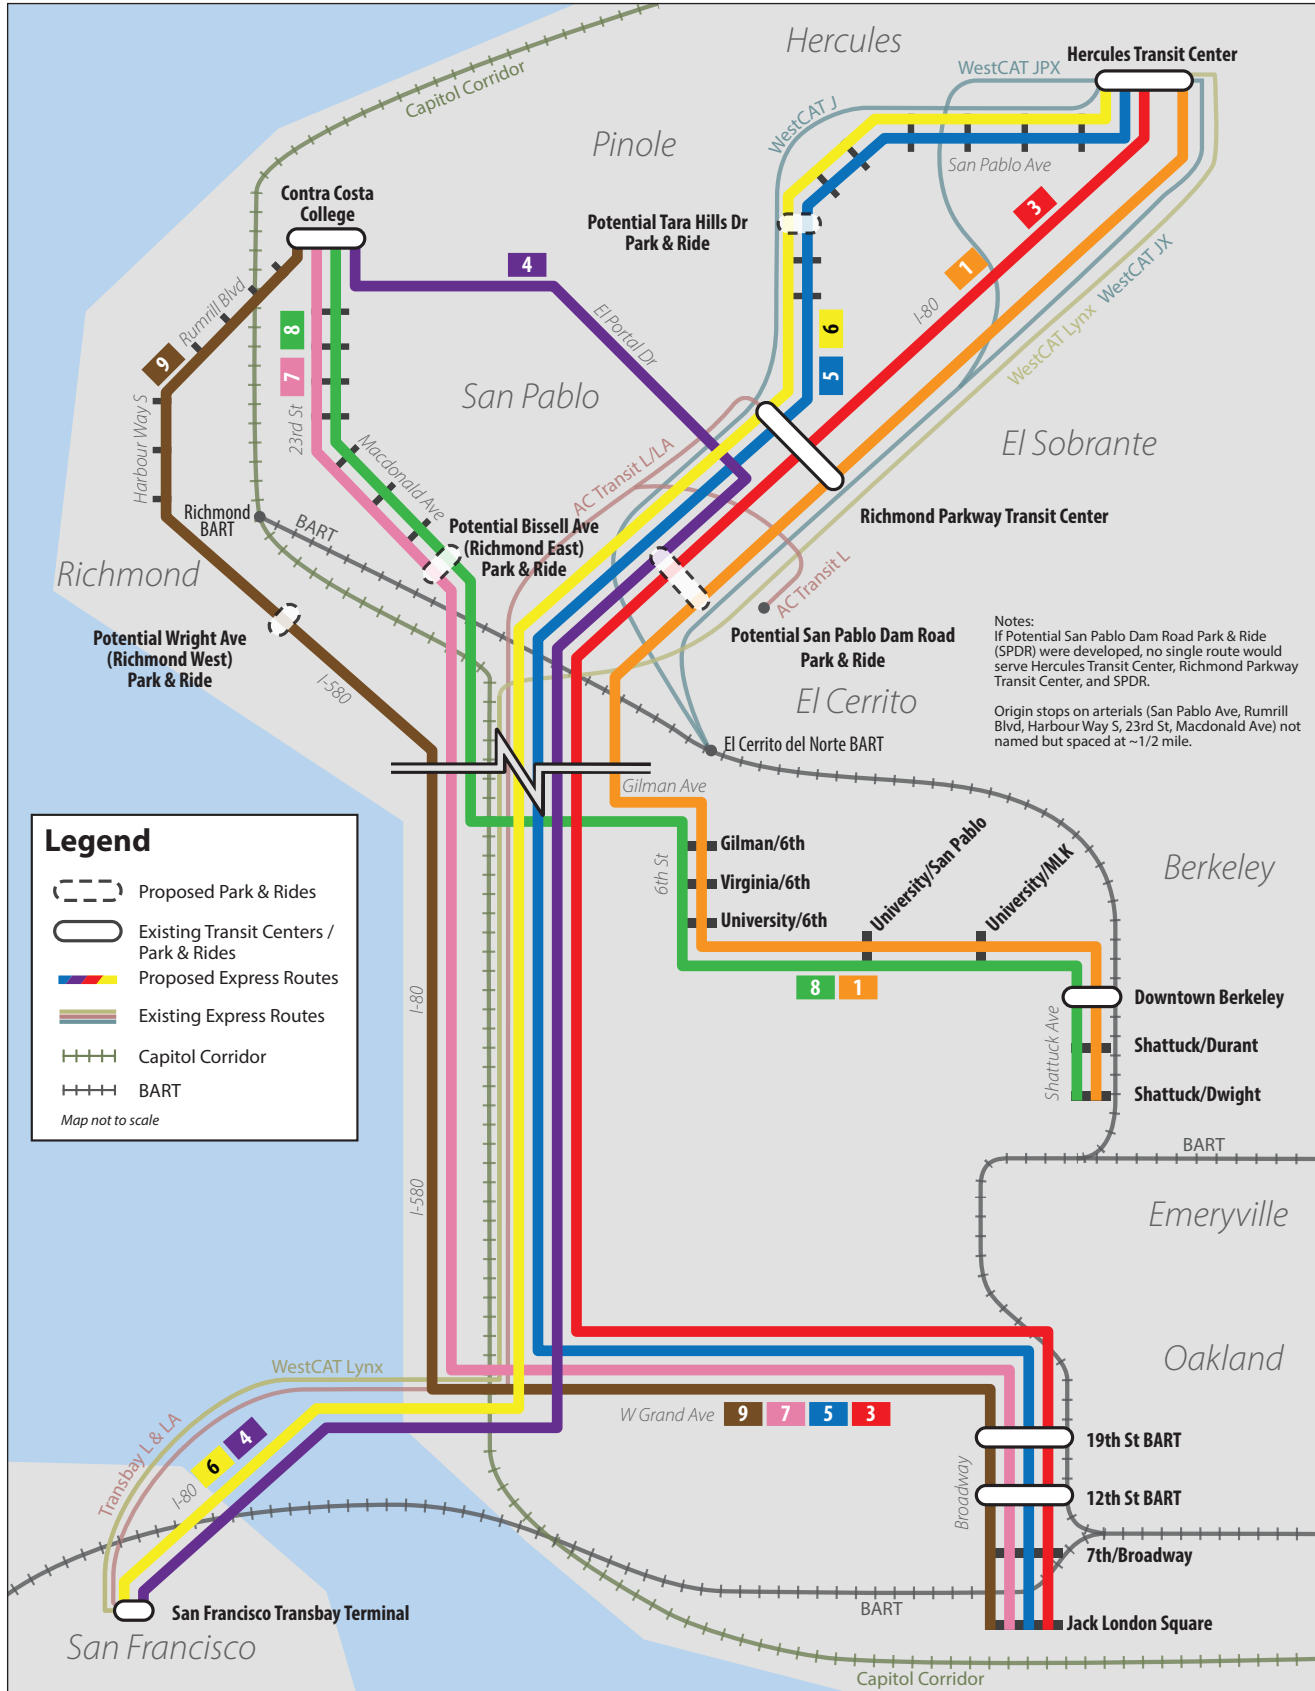 Hercules
Hercules Transit Center
WestCAT JPX
Capitol Corridor
WestCAT J
Pinole
San Pablo Ave
Contra Costa
College
3
Potential Tara Hills Dr
Park & Ride
4
1
WestCAT JX
Rumrill Blvd
I-80
El Portal Dr
8
6
WestCAT Lynx
9
7
5
San Pablo
23rd St
Harbour Way S
Macdonald Ave
AC Transit L/LA
El Sobrante
Richmond
BART
BART
Richmond Parkway Transit Center
Potential Bissell Ave
(Richmond East)
Park & Ride
Richmond
AC Transit L
Potential Wright Ave
(Richmond West)
Park & Ride
Potential San Pablo Dam Road
Park & Ride
Notes:
If Potential San Pablo Dam Road Park & Ride
(SPDR) were developed, no single route would
serve Hercules Transit Center, Richmond Parkway
Transit Center, and SPDR.
Origin stops on arterials (San Pablo Ave, Rumrill
Blvd, Harbour Way S, 23rd St, Macdonald Ave) not
named but spaced at ~1/2 mile.
I-580
El Cerrito
El Cerrito del Norte BART
Gilman Ave
Legend
Proposed Park & Rides
Existing Transit Centers /
Park & Rides
Proposed Express Routes
Existing Express Routes
Capitol Corridor
BART
Map not to scale
6th St
Gilman/6th
Virginia/6th
University/6th
University/San Pablo
University/MLK
Berkeley
8
1
I-80
Downtown Berkeley
Shattuck Ave
Shattuck/Durant
Shattuck/Dwight
BART
I-580
Emeryville
Oakland
WestCAT Lynx
Transbay L & LA
W Grand Ave
9
7
5
3
6
4
I-80
19th St BART
12th St BART
Broadway
7th/Broadway
BART
Jack London Square
San Francisco Transbay Terminal
San Francisco
Capitol Corridor